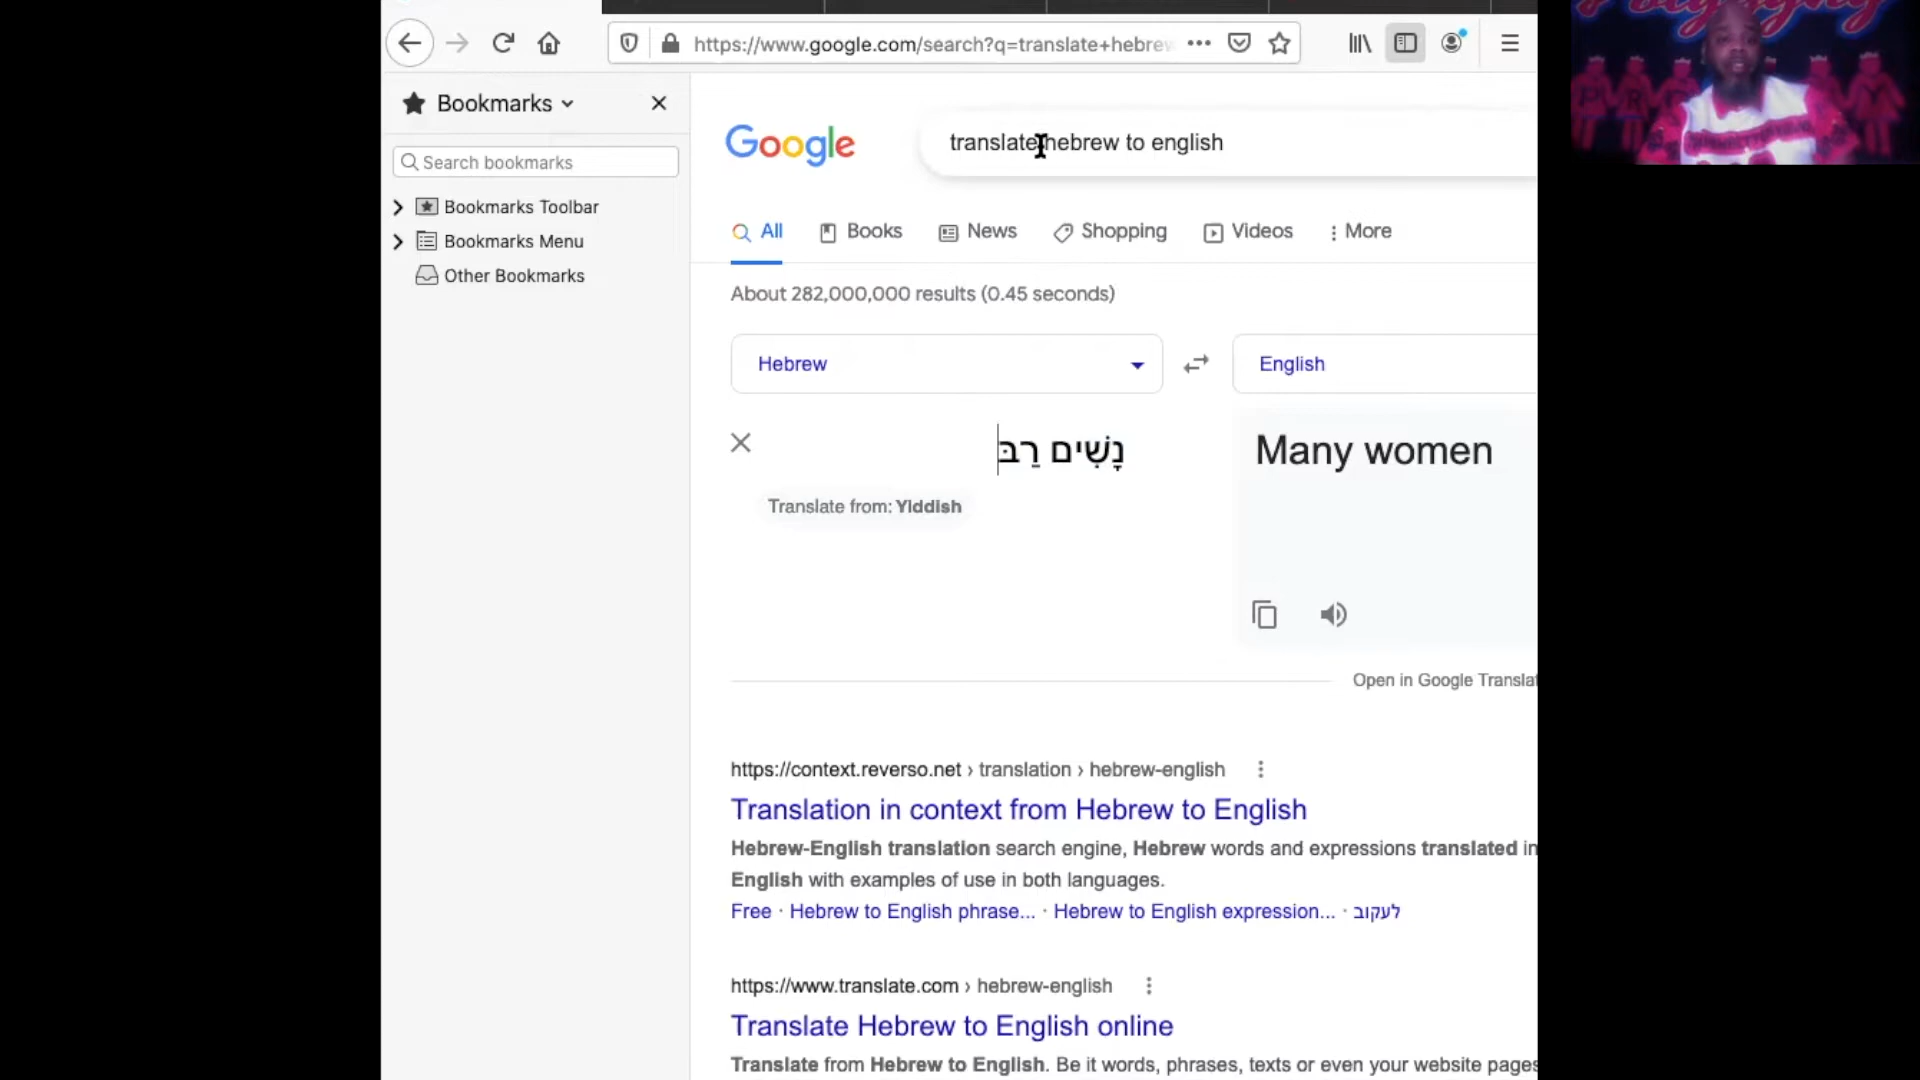 https://www.google.com/search?q=translate+hebrew
Bookmarks
Search bookmarks
Bookmarks Toolbar
Bookmarks Menu
Other Bookmarks
Google
translate hebrew to english
All
Books
News
Shopping
Videos
More
About 282,000,000 results (0.45 seconds)
Hebrew
English
נָשִׁים רַבּ
Many women
Translate from: Yiddish
Open in Google Translat
https://context.reverso.net › translation › hebrew-english
Translation in context from Hebrew to English
Hebrew-English translation search engine, Hebrew words and expressions translated in
English with examples of use in both languages.
Free · Hebrew to English phrase... · Hebrew to English expression... · לעקוב
https://www.translate.com › hebrew-english
Translate Hebrew to English online
Translate from Hebrew to English. Be it words, phrases, texts or even your website pages